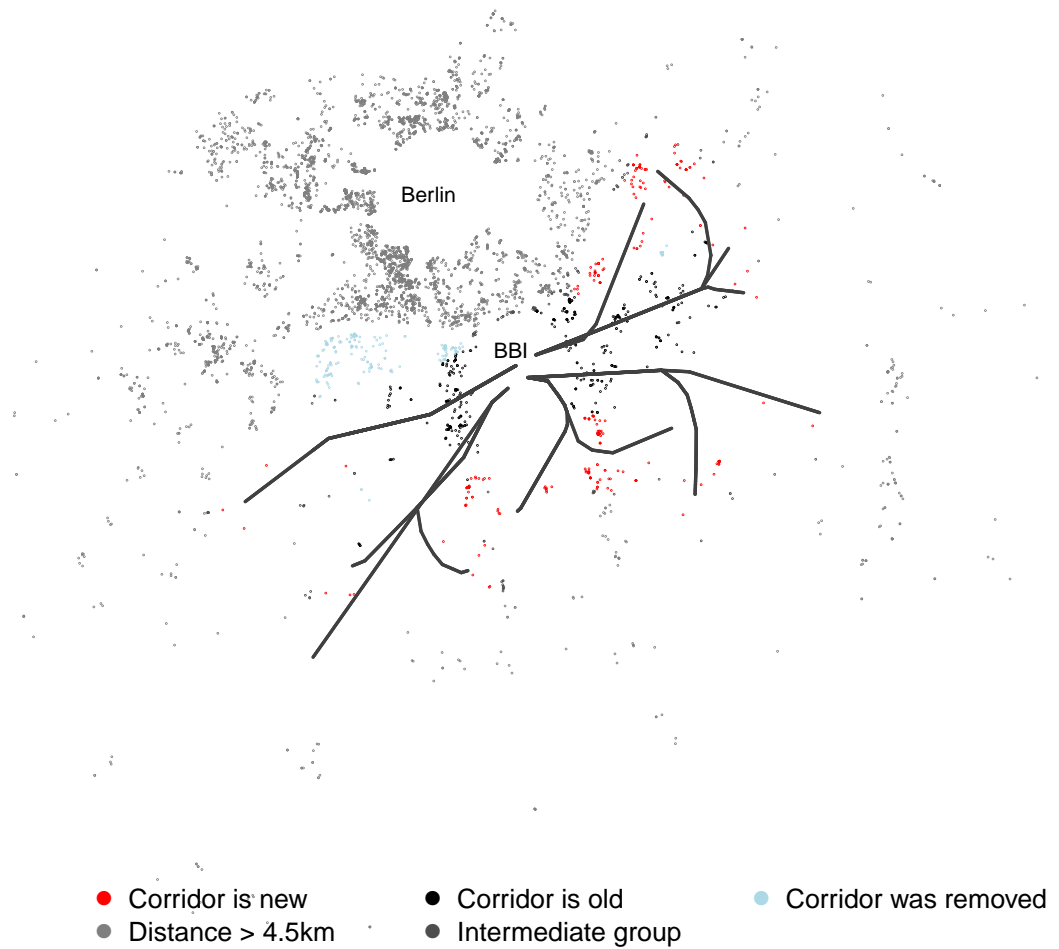 Berlin
BBI
Corridor is new
Corridor is old
Corridor was removed
Distance > 4.5km
Intermediate group